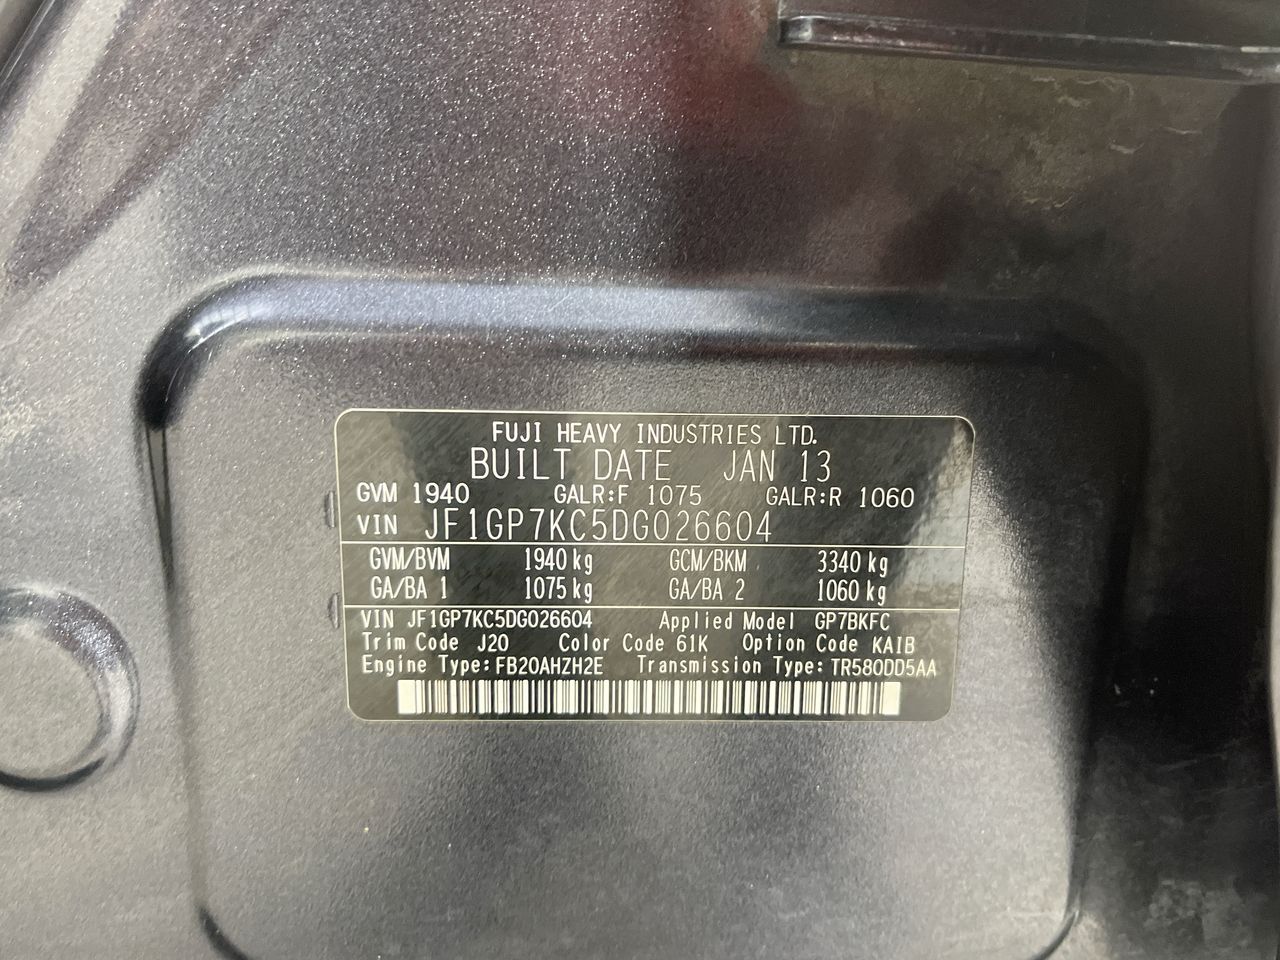 FUJI HEAVY INDUSTRIES LTD.
BUILT DATE JAN 13
GVM 1940 GALR:F 1075 GALR:R 1060
VIN JF1GP7KC5DG026604
GVM/BVM 1940 kg GCM/BKM 3340 kg
GA/BA 1 1075 kg GA/BA 2 1060 kg
VIN JF1GP7KC5DG026604 Applied Model GP7BKFC
Trim Code J20 Color Code 61K Option Code KAIB
Engine Type: FB20AHZH2E Transmission Type: TR580DD5AA